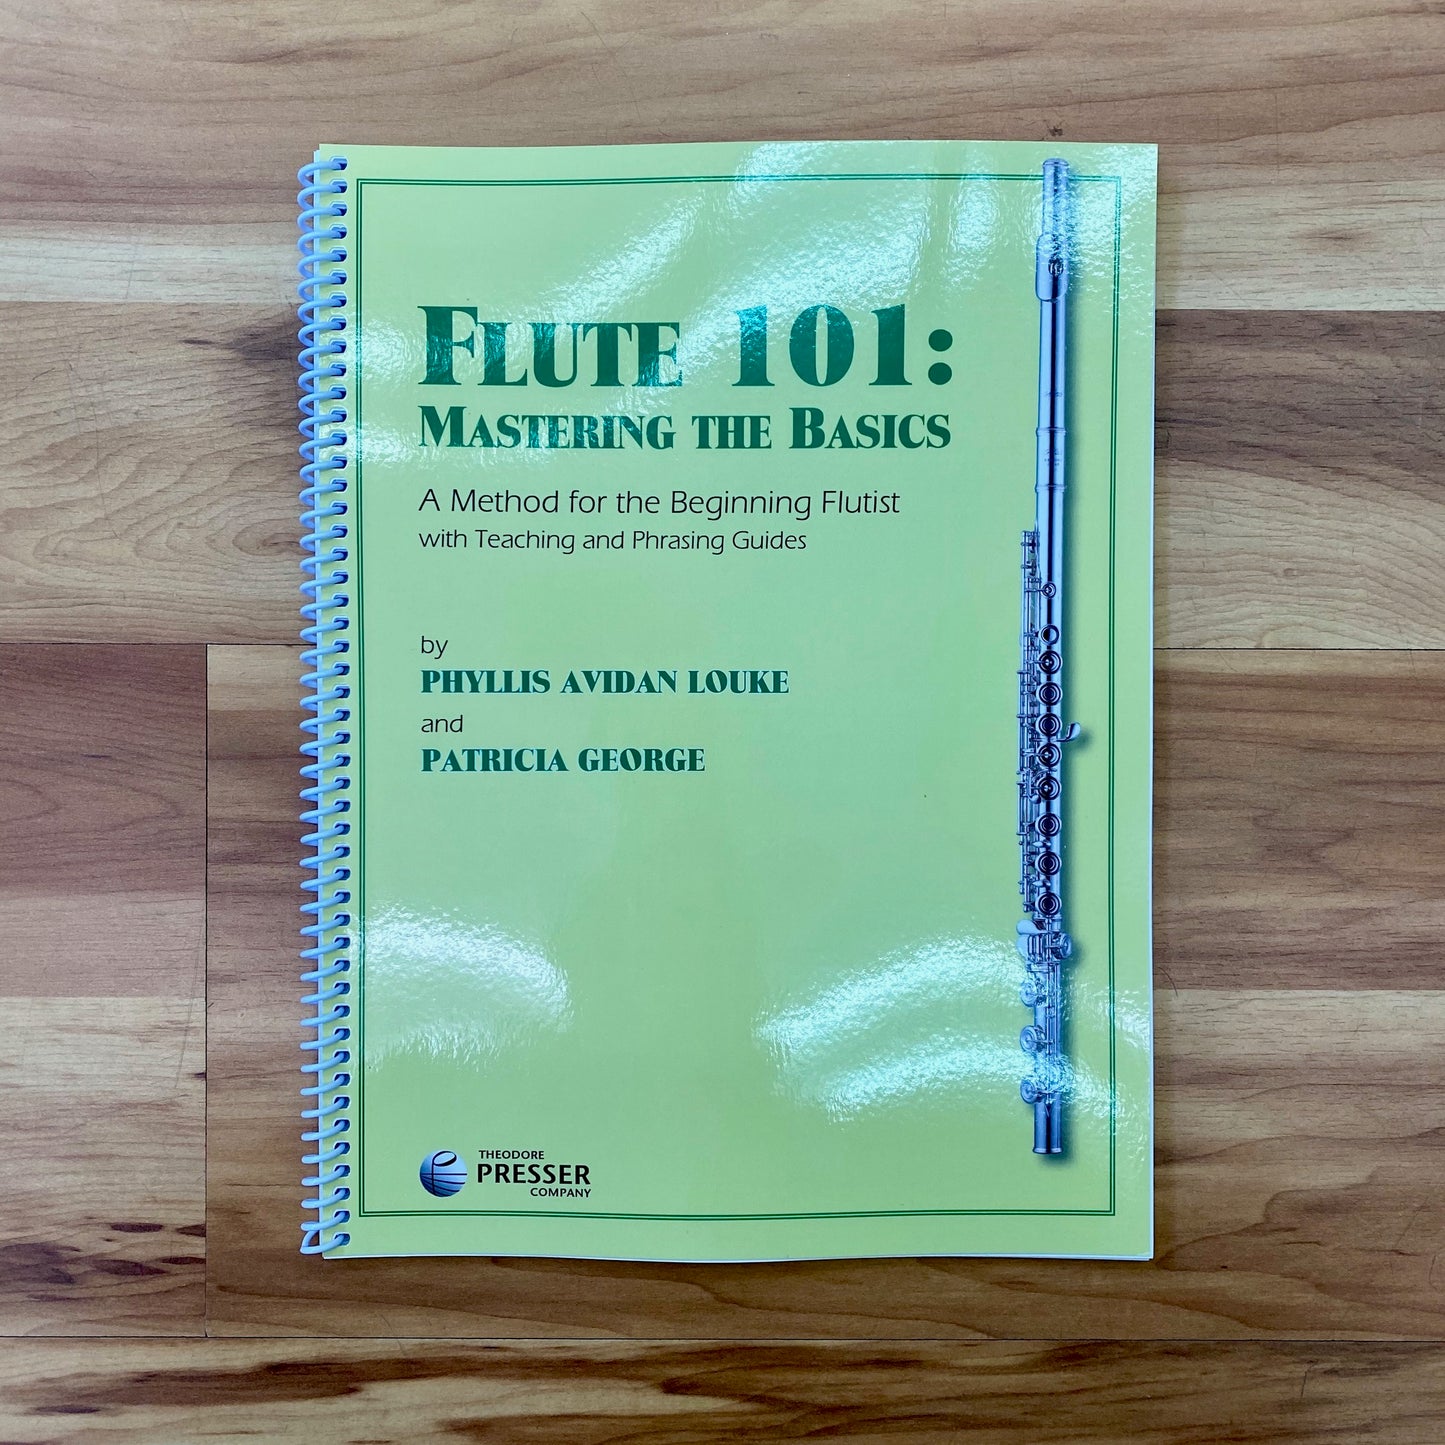 FLUTE 101:
MASTERING THE BASICS
A Method for the Beginning Flutist
with Teaching and Phrasing Guides
by
PHYLLIS AVIDAN LOUKE
and
PATRICIA GEORGE
THEODORE
PRESSER
COMPANY